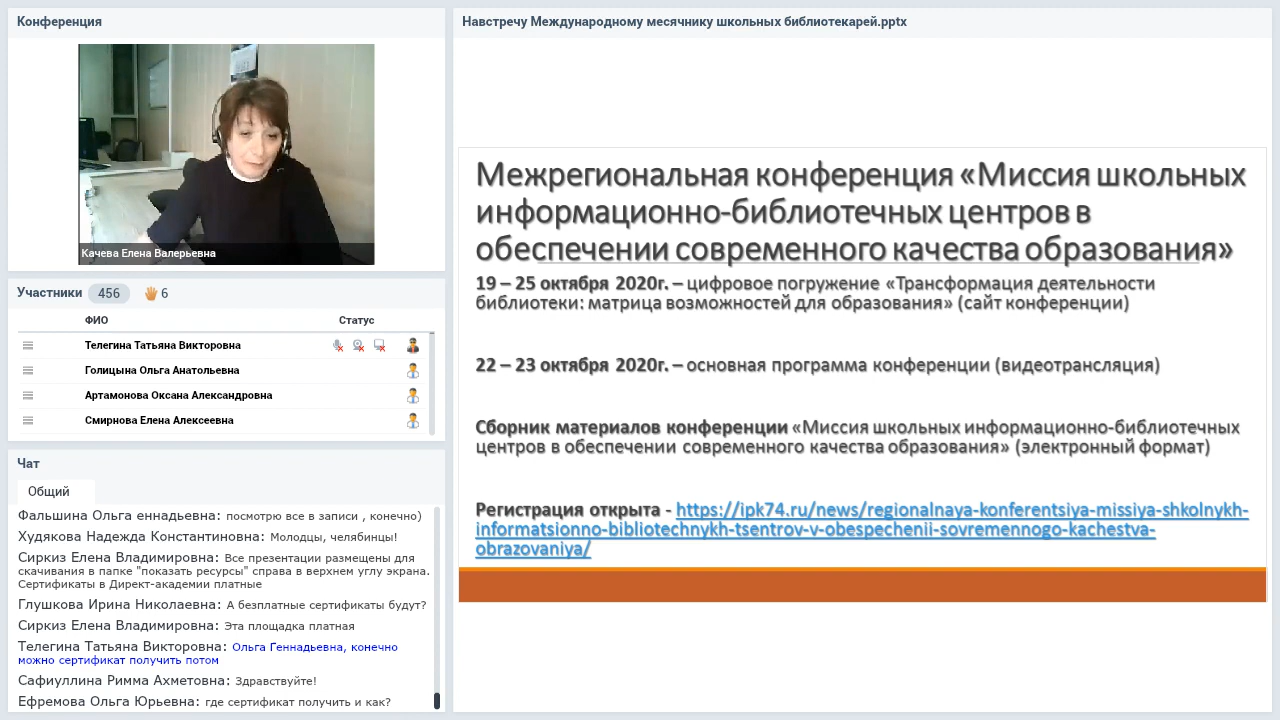 Конференция
Качева Елена Валерьевна
Участники 456 6
ФИО Статус
Телегина Татьяна Викторовна
Голицына Ольга Анатольевна
Артамонова Оксана Александровна
Смирнова Елена Алексеевна
Чат
Общий
Фальшина Ольга еннадьевна: посмотрю все в записи , конечно)
Худякова Надежда Константиновна: Молодцы, челябинцы!
Сиркиз Елена Владимировна: Все презентации размещены для
скачивания в папке "показать ресурсы" справа в верхнем углу экрана.
Сертификаты в Директ-академии платные
Глушкова Ирина Николаевна: А безплатные сертификаты будут?
Сиркиз Елена Владимировна: Эта площадка платная
Телегина Татьяна Викторовна: Ольга Геннадьевна, конечно
можно сертификат получить потом
Сафиуллина Римма Ахметовна: Здравствуйте!
Ефремова Ольга Юрьевна: где сертификат получить и как?
Навстречу Международному месячнику школьных библиотекарей.pptx
Межрегиональная конференция «Миссия школьных
информационно-библиотечных центров в
обеспечении современного качества образования»
19 – 25 октября 2020г. – цифровое погружение «Трансформация деятельности
библиотеки: матрица возможностей для образования» (сайт конференции)
22 – 23 октября 2020г. – основная программа конференции (видеотрансляция)
Сборник материалов конференции «Миссия школьных информационно-библиотечных
центров в обеспечении современного качества образования» (электронный формат)
Регистрация открыта - https://ipk74.ru/news/regionalnaya-konferentsiya-missiya-shkolnykh-
informatsionno-bibliotechnykh-tsentrov-v-obespechenii-sovremennogo-kachestva-
obrazovaniya/